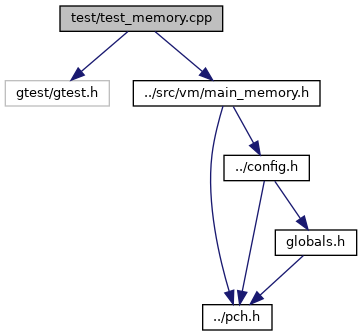 test/test_memory.cpp
gtest/gtest.h
../src/vm/main_memory.h
../config.h
globals.h
../pch.h